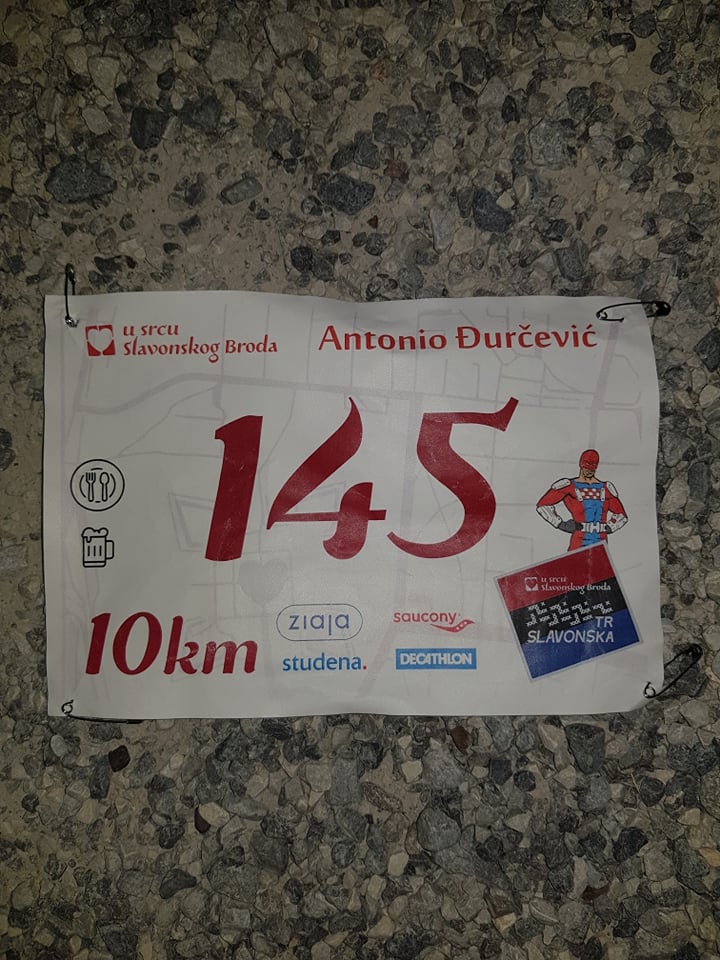 u srcu
Slavonskog Broda
Antonio Đurčević
145
10km
ziaja
studena.
saucony
DECATHLON
H
u srcu
Slavonskog Broda
TR
SLAVONSKA